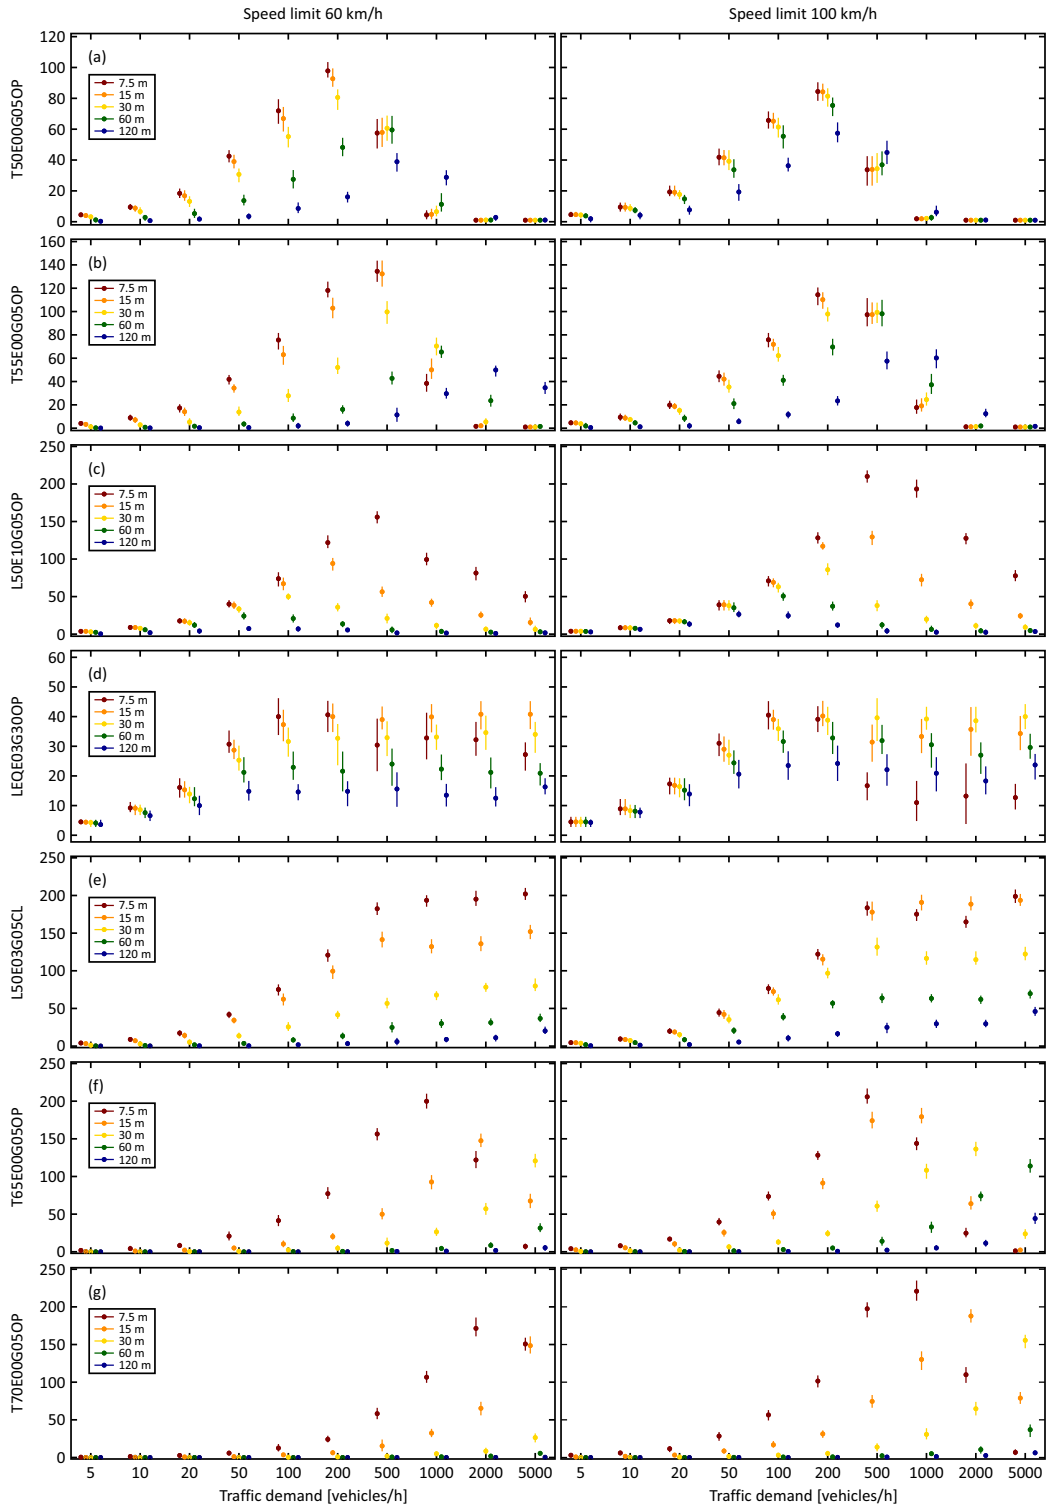 Speed limit 60 km/h
Speed limit 100 km/h
T50E00G05OP
120
100
80
60
40
20
0
(a)
7.5 m
15 m
30 m
60 m
120 m
T55E00G05OP
160
140
120
100
80
60
40
20
0
(b)
7.5 m
15 m
30 m
60 m
120 m
L50E10G05OP
250
200
150
100
50
0
(c)
7.5 m
15 m
30 m
60 m
120 m
LEQE03G30OP
60
50
40
30
20
10
0
(d)
7.5 m
15 m
30 m
60 m
120 m
L50E03G05CL
250
200
150
100
50
0
(e)
7.5 m
15 m
30 m
60 m
120 m
T65E00G05OP
250
200
150
100
50
0
(f)
7.5 m
15 m
30 m
60 m
120 m
T70E00G05OP
250
200
150
100
50
0
(g)
7.5 m
15 m
30 m
60 m
120 m
5 10 20 50 100 200 500 1000 2000 5000
5 10 20 50 100 200 500 1000 2000 5000
Traffic demand [vehicles/h]
Traffic demand [vehicles/h]